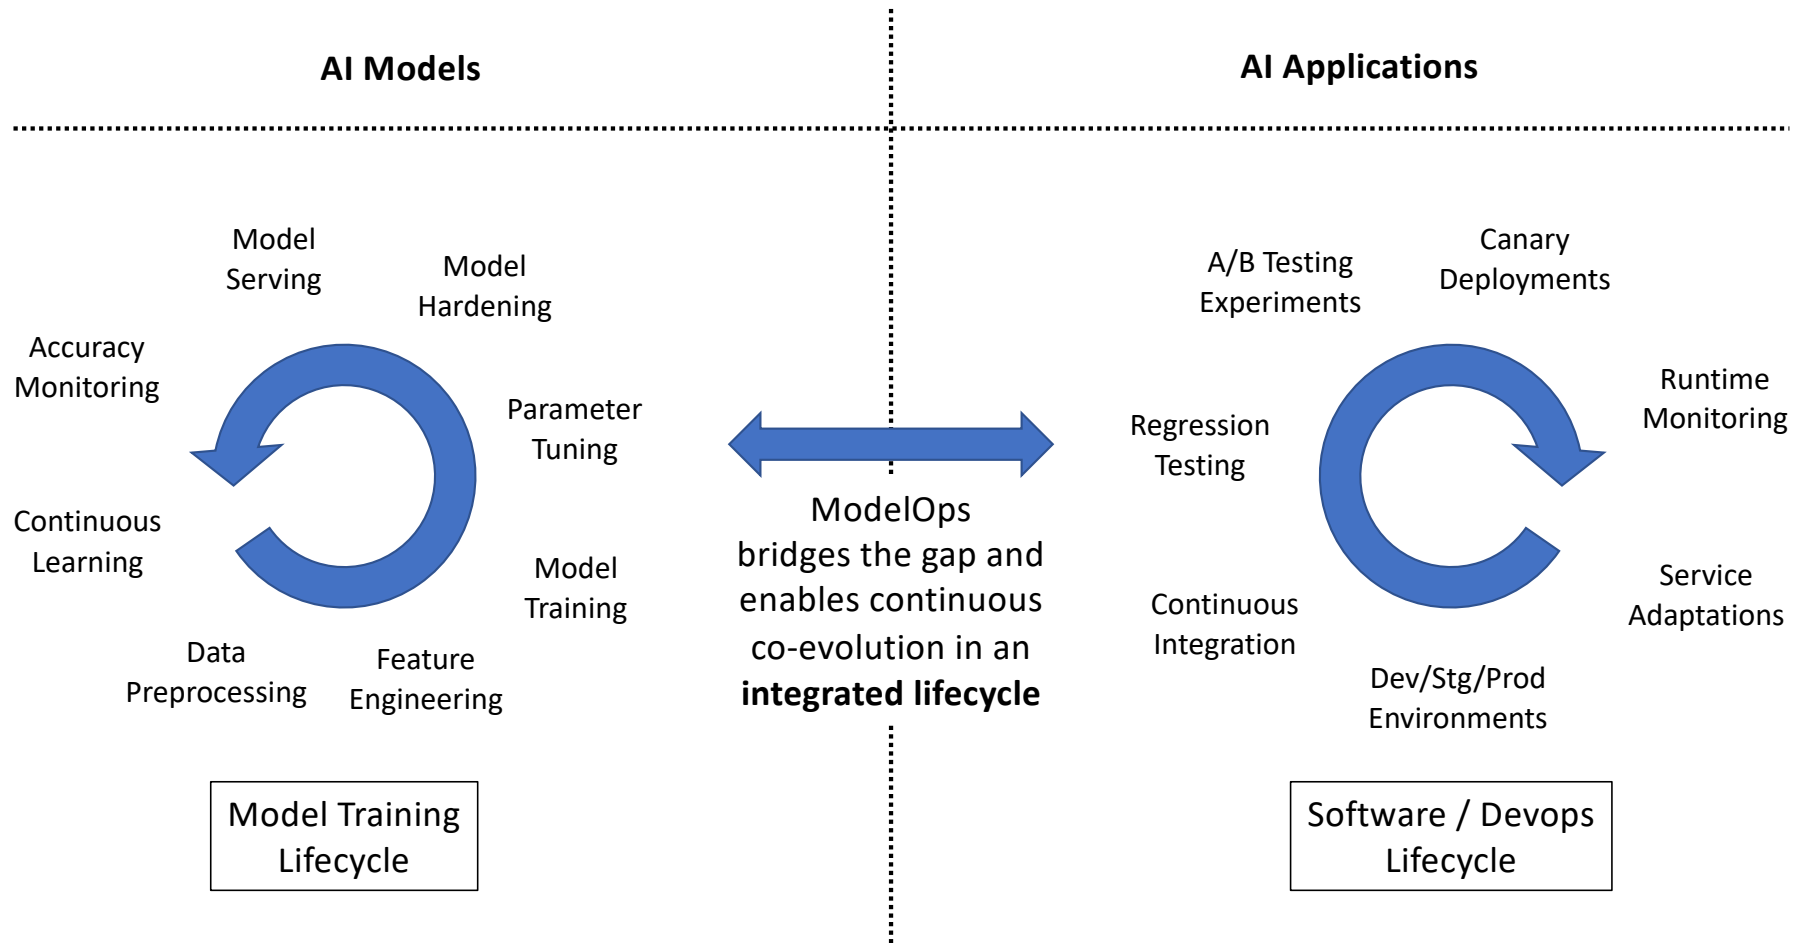 AI Models
AI Applications
Model
Serving
Model
Hardening
Accuracy
Monitoring
Parameter
Tuning
Continuous
Learning
Model
Training
Data
Preprocessing
Feature
Engineering
Model Training
Lifecycle
ModelOps
bridges the gap and
enables continuous
co-evolution in an
integrated lifecycle
A/B Testing
Experiments
Canary
Deployments
Runtime
Monitoring
Regression
Testing
Service
Adaptations
Continuous
Integration
Dev/Stg/Prod
Environments
Software / Devops
Lifecycle